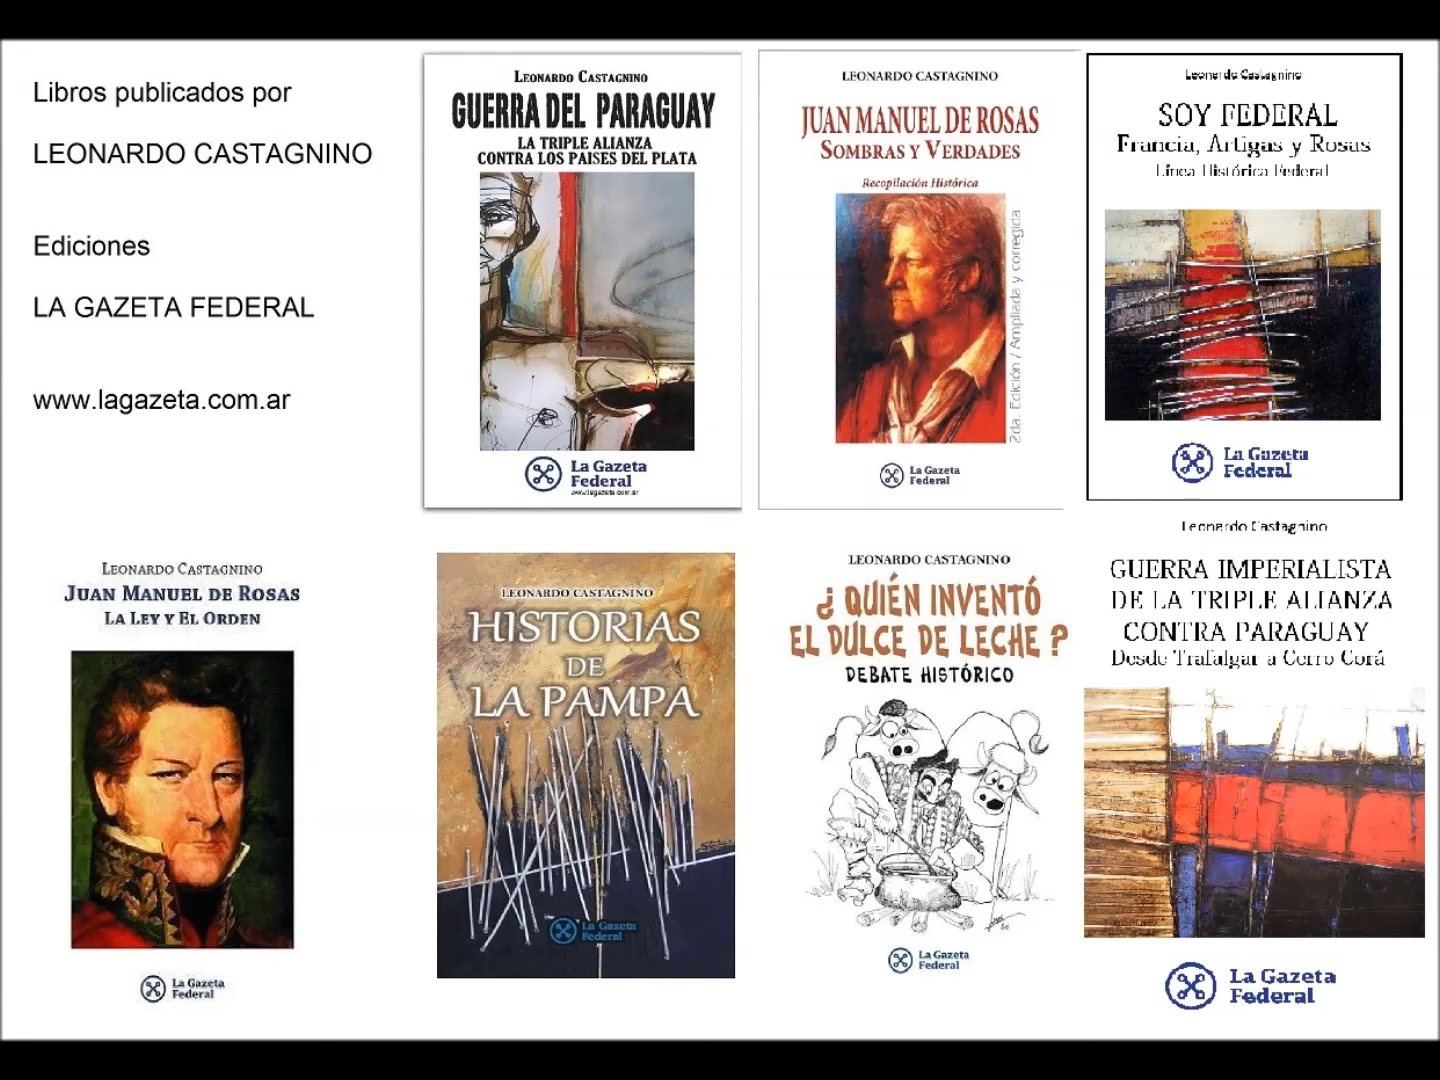 Libros publicados por
LEONARDO CASTAGNINO
Ediciones
LA GAZETA FEDERAL
www.lagazeta.com.ar
LEONARDO CASTAGNINO
GUERRA DEL PARAGUAY
LA TRIPLE ALIANZA
CONTRA LOS PAISES DEL PLATA
La Gazeta
Federal
www.lagazeta.com.ar
LEONARDO CASTAGNINO
JUAN MANUEL DE ROSAS
SOMBRAS Y VERDADES
Recopilación Histórica
2da. Edición / Ampliada y corregida
La Gazeta
Federal
Leonardo Castagnino
SOY FEDERAL
Francia, Artigas y Rosas
Línea Histórica Federal
La Gazeta
Federal
LEONARDO CASTAGNINO
JUAN MANUEL DE ROSAS
LA LEY Y EL ORDEN
La Gazeta
Federal
LEONARDO CASTAGNINO
HISTORIAS
DE
LA PAMPA
La Gazeta
Federal
LEONARDO CASTAGNINO
¿ QUIÉN INVENTÓ
EL DULCE DE LECHE ?
DEBATE HISTÓRICO
La Gazeta
Federal
Leonardo Castagnino
GUERRA IMPERIALISTA
DE LA TRIPLE ALIANZA
CONTRA PARAGUAY
Desde Trafalgar a Cerro Corá
La Gazeta
Federal